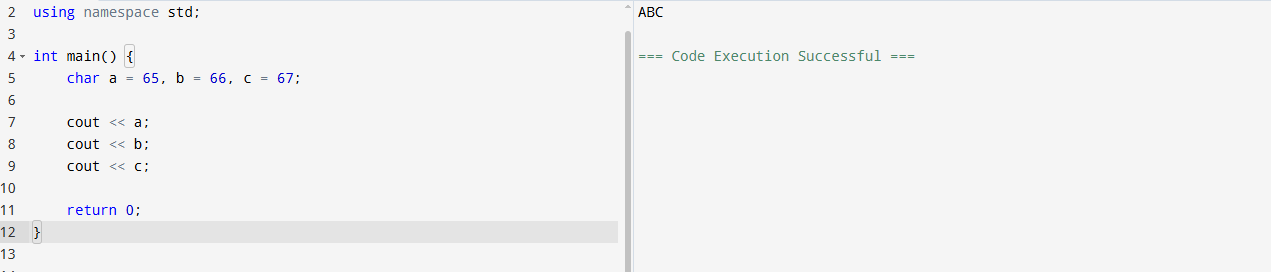 2 using namespace std;
3
4 int main() {
5     char a = 65, b = 66, c = 67;
6
7     cout << a;
8     cout << b;
9     cout << c;
10
11     return 0;
12 }
13
ABC
=== Code Execution Successful ===